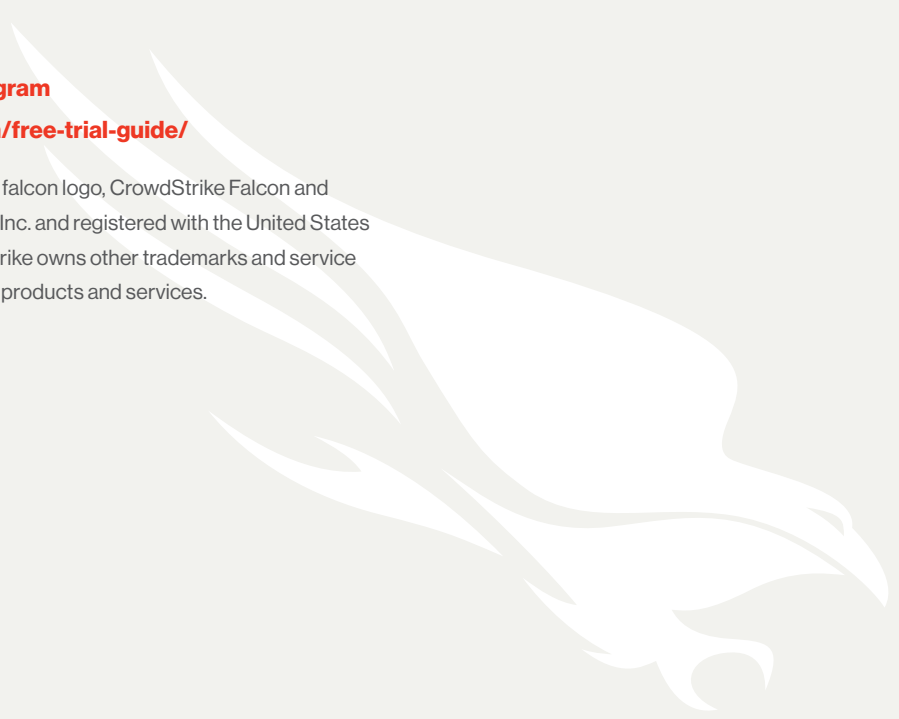 gram
/free-trial-guide/
falcon logo, CrowdStrike Falcon and
Inc. and registered with the United States
rike owns other trademarks and service
products and services.